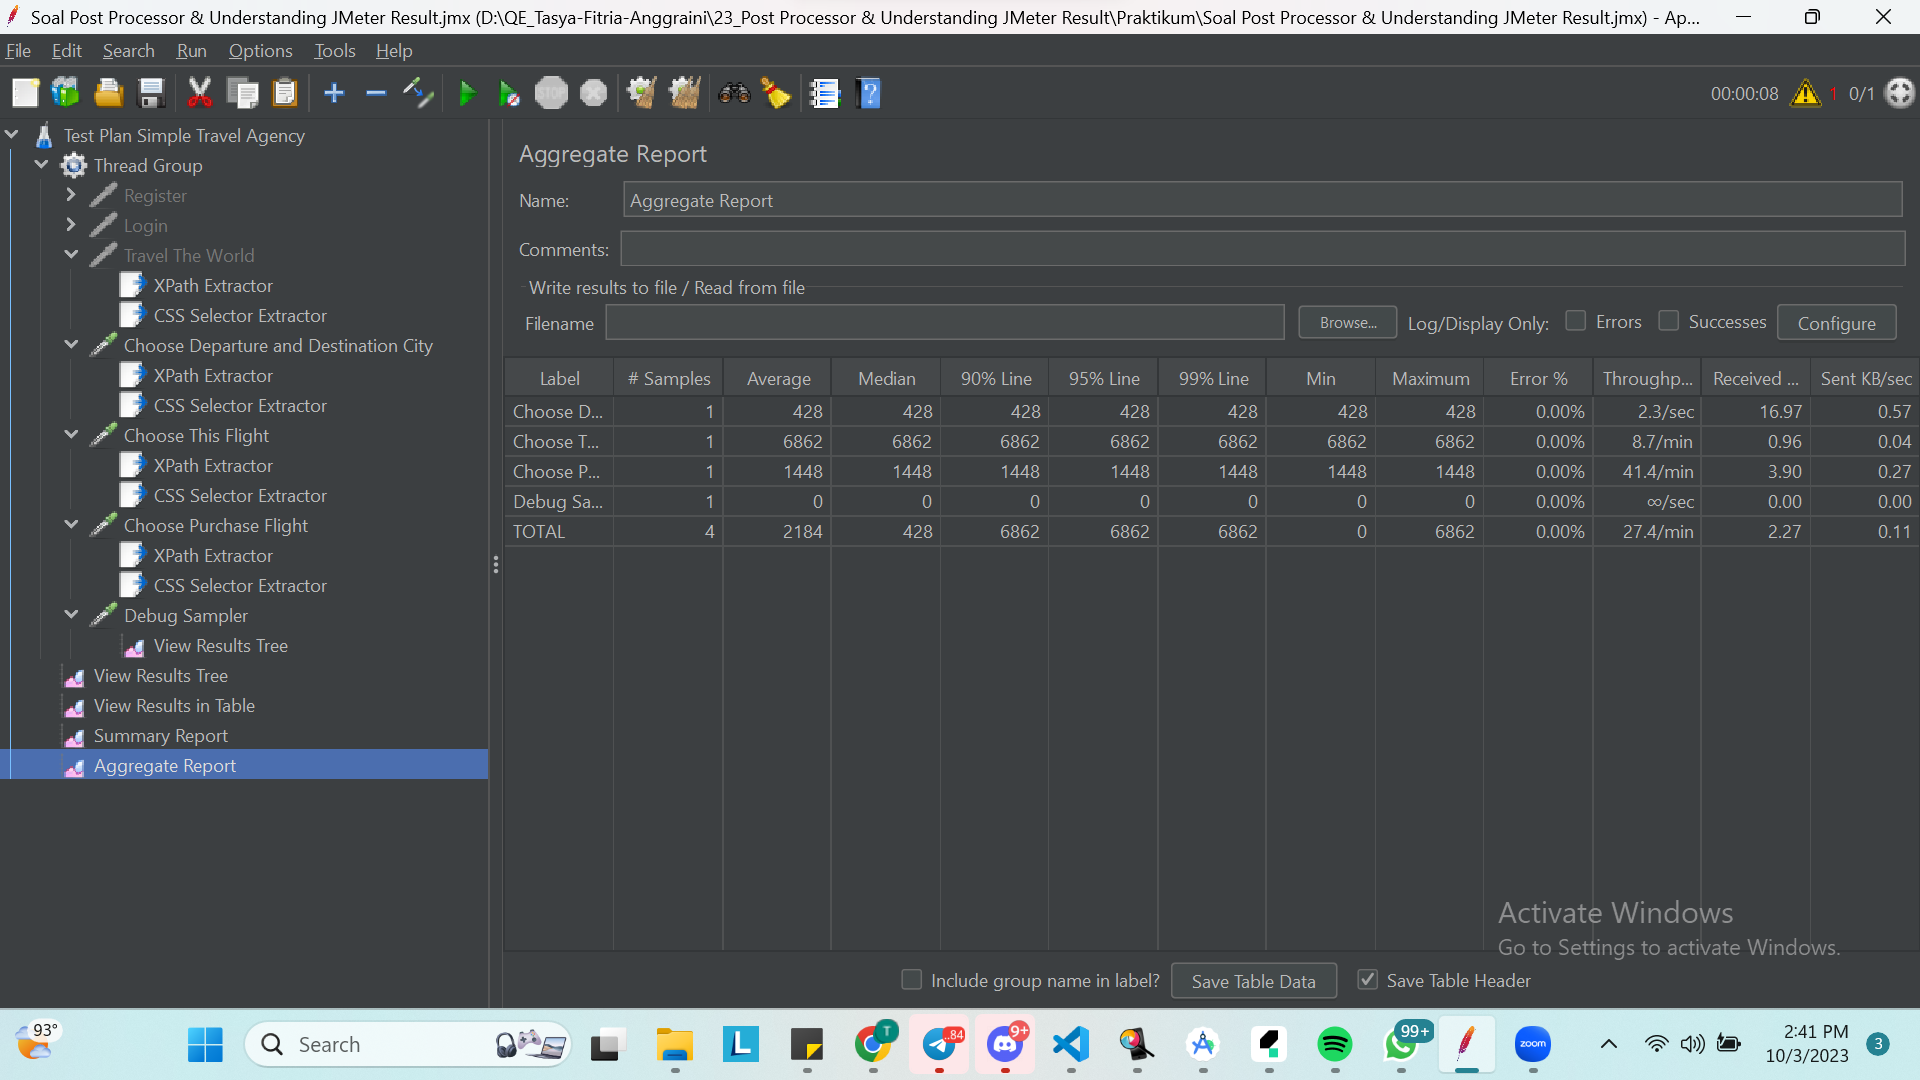 Soal Post Processor & Understanding JMeter Result.jmx (D:\QE_Tasya-Fitria-Anggraini\23_Post Processor & Understanding JMeter Result\Praktikum\Soal Post Processor & Understanding JMeter Result.jmx) - Ap...
File Edit Search Run Options Tools Help
STOP 00:00:08 1 0/1
Test Plan Simple Travel Agency
Thread Group
Register
Login
Travel The World
XPath Extractor
CSS Selector Extractor
Choose Departure and Destination City
XPath Extractor
CSS Selector Extractor
Choose This Flight
XPath Extractor
CSS Selector Extractor
Choose Purchase Flight
XPath Extractor
CSS Selector Extractor
Debug Sampler
View Results Tree
View Results Tree
View Results in Table
Summary Report
Aggregate Report
Aggregate Report
Name: Aggregate Report
Comments:
Write results to file / Read from file
Filename Browse... Log/Display Only: Errors Successes Configure
Label # Samples Average Median 90% Line 95% Line 99% Line Min Maximum Error % Throughp... Received ... Sent KB/sec
Choose D... 1 428 428 428 428 428 428 428 0.00% 2.3/sec 16.97 0.57
Choose T... 1 6862 6862 6862 6862 6862 6862 6862 0.00% 8.7/min 0.96 0.04
Choose P... 1 1448 1448 1448 1448 1448 1448 1448 0.00% 41.4/min 3.90 0.27
Debug Sa... 1 0 0 0 0 0 0 0 0.00% ∞/sec 0.00 0.00
TOTAL 4 2184 428 6862 6862 6862 0 6862 0.00% 27.4/min 2.27 0.11
Activate Windows
Go to Settings to activate Windows.
Include group name in label? Save Table Data Save Table Header
93° Search L T ..84 9+ 99+ zoom 2:41 PM 3
10/3/2023